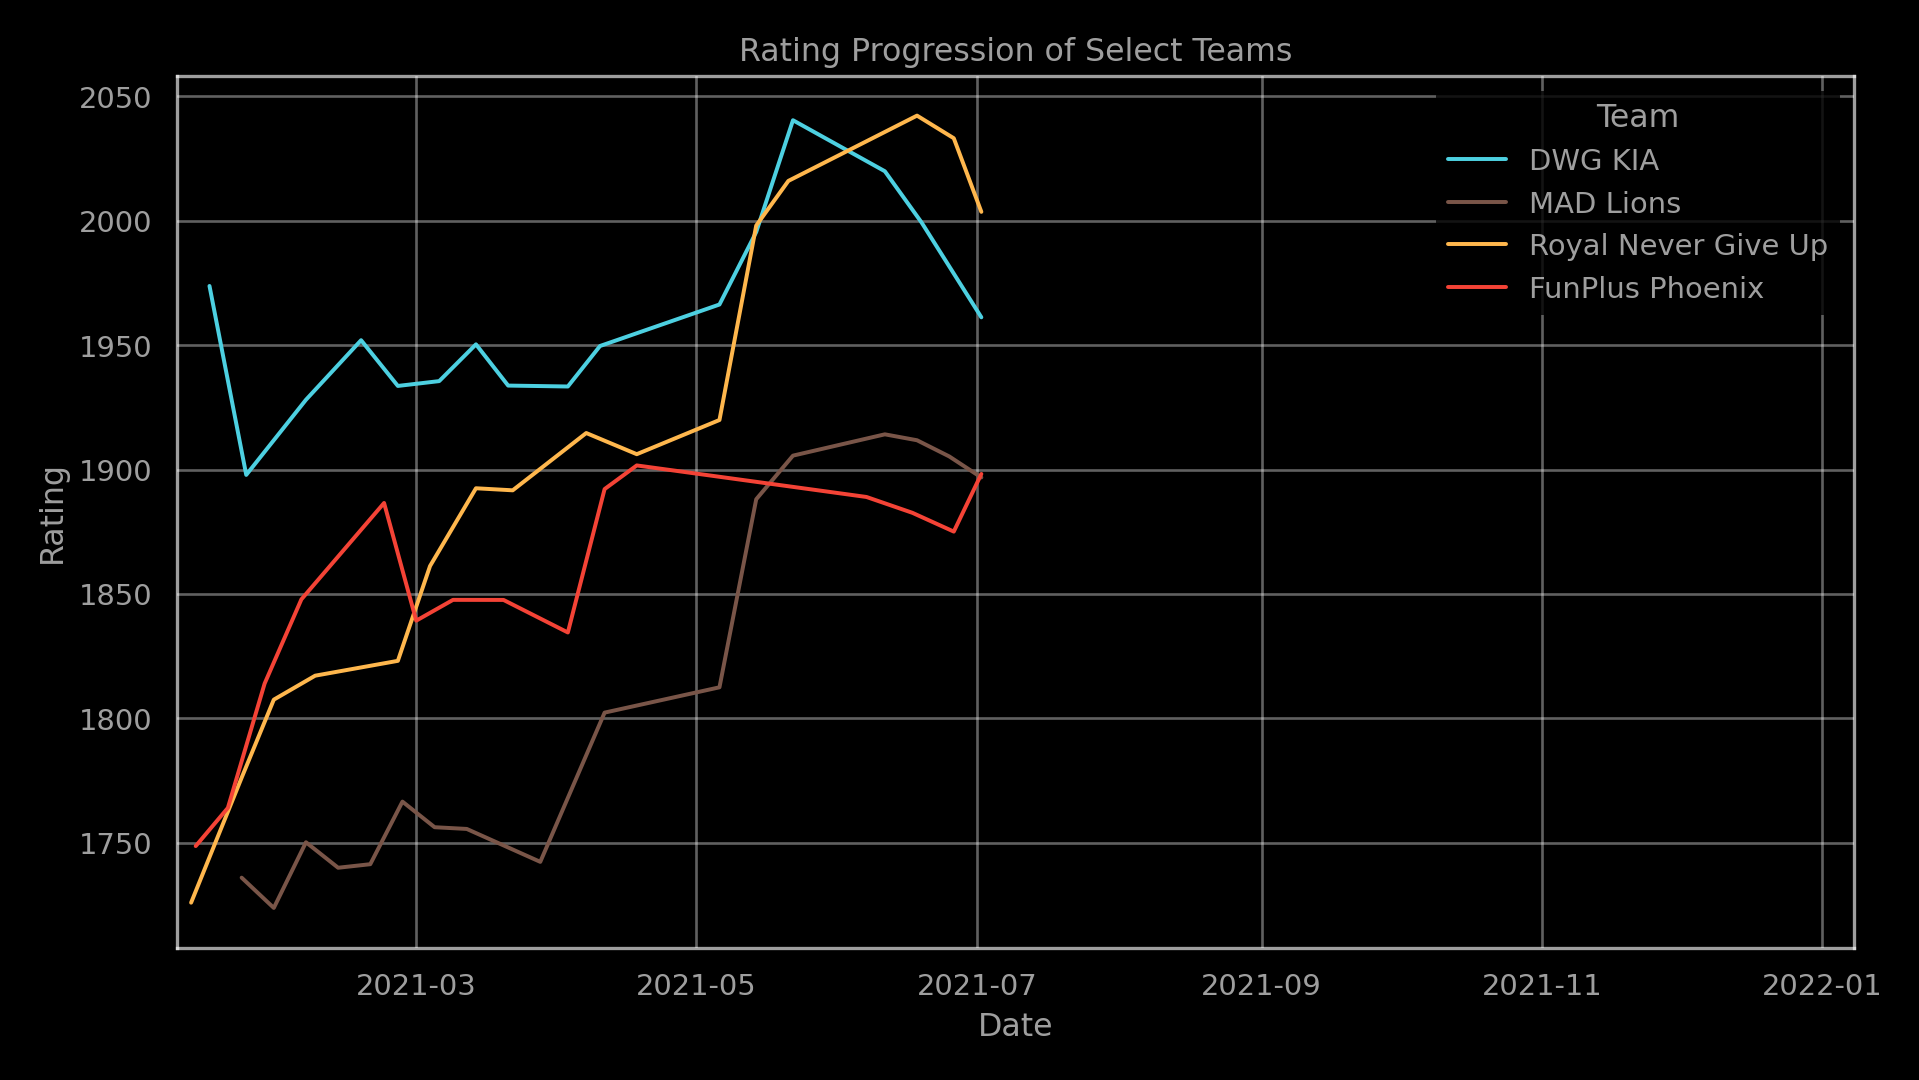 Rating Progression of Select Teams
2050
2000
1950
1900
1850
1800
1750
Rating
Team
DWG KIA
MAD Lions
Royal Never Give Up
FunPlus Phoenix
2021-03 2021-05 2021-07 2021-09 2021-11 2022-01
Date